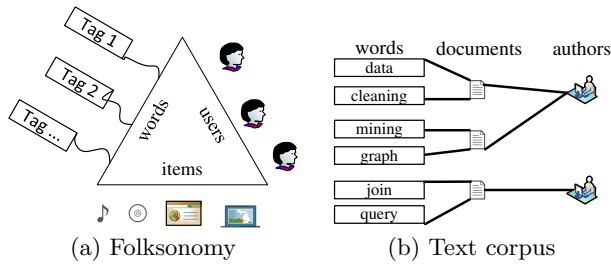 Tag 1
Tag 2
Tag ...
words
users
items
(a) Folksonomy
words documents authors
data
cleaning
mining
graph
join
query
(b) Text corpus